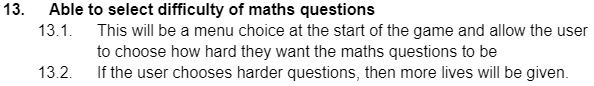 13. Able to select difficulty of maths questions
13.1. This will be a menu choice at the start of the game and allow the user
to choose how hard they want the maths questions to be
13.2. If the user chooses harder questions, then more lives will be given.